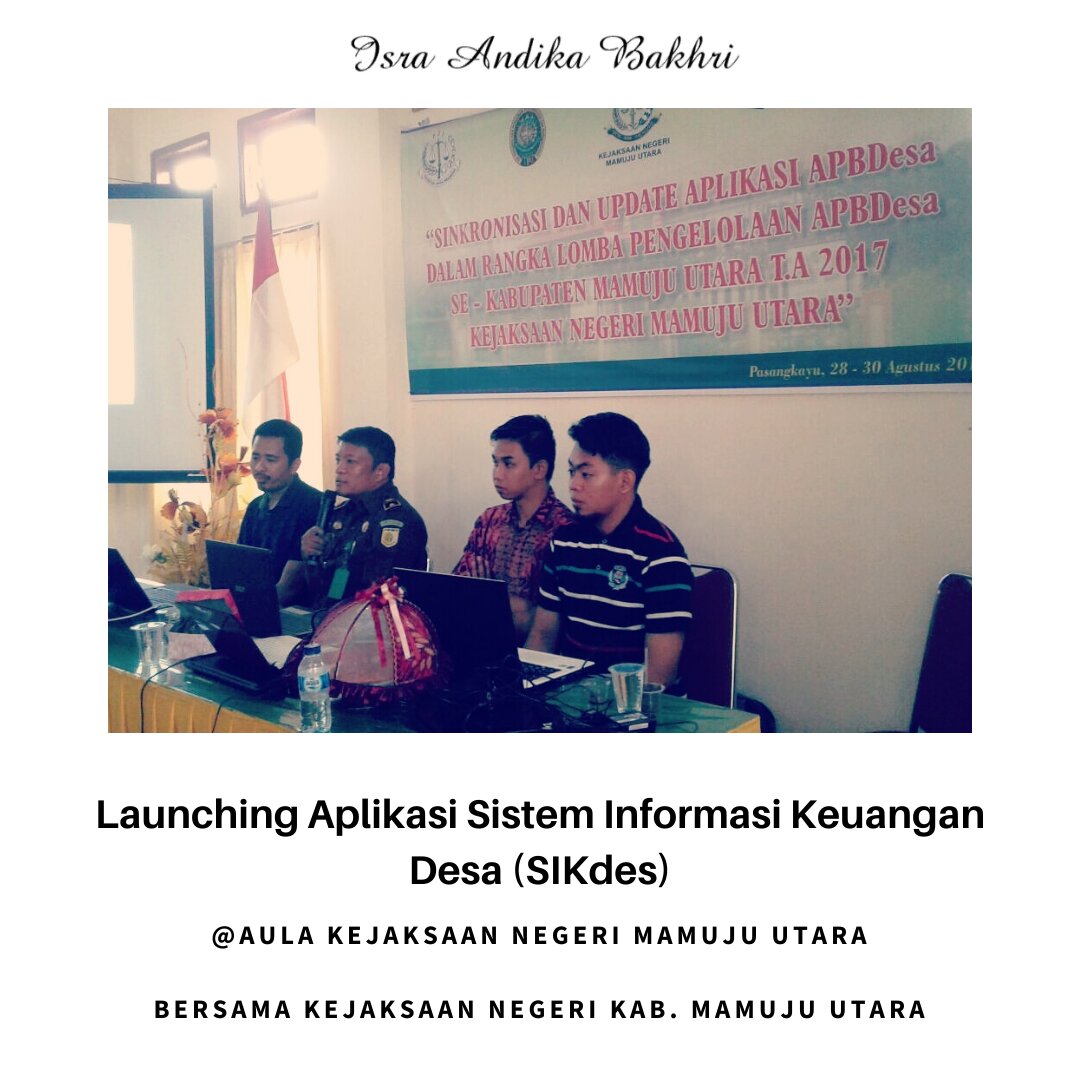 Isra Andika Bakhri
KEJAKSAAN NEGERI
MAMUJU UTARA
“SINKRONISASI DAN UPDATE APLIKASI APBDesa
DALAM RANGKA LOMBA PENGELOLAAN APBDesa
SE - KABUPATEN MAMUJU UTARA T.A 2017
KEJAKSAAN NEGERI MAMUJU UTARA”
Pasangkayu, 28 - 30 Agustus
Launching Aplikasi Sistem Informasi Keuangan
Desa (SIKdes)
@AULA KEJAKSAAN NEGERI MAMUJU UTARA
BERSAMA KEJAKSAAN NEGERI KAB. MAMUJU UTARA